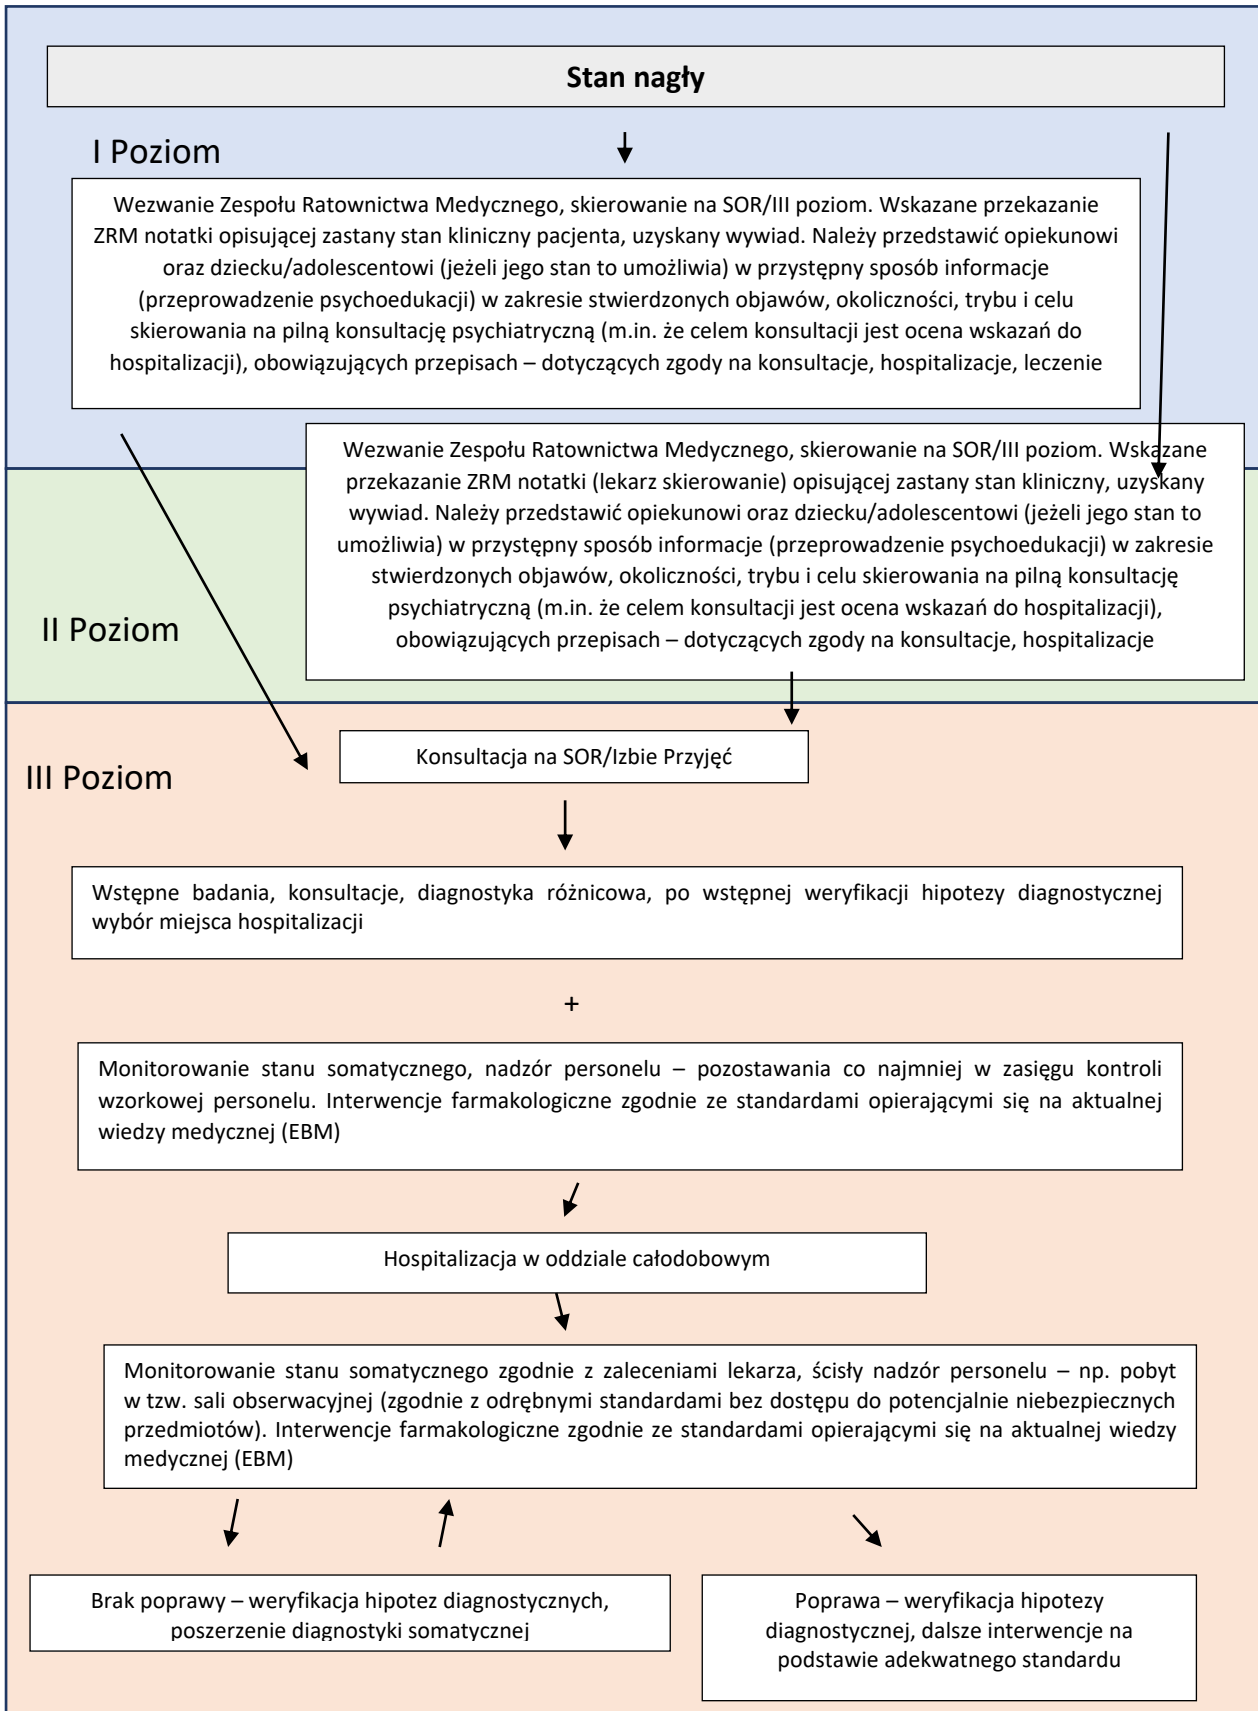 Stan nagły
I Poziom
Wezwanie Zespołu Ratownictwa Medycznego, skierowanie na SOR/III poziom. Wskazane przekazanie
ZRM notatki opisującej zastany stan kliniczny pacjenta, uzyskany wywiad. Należy przedstawić opiekunowi
oraz dziecku/adolescentowi (jeżeli jego stan to umożliwia) w przystępny sposób informacje
(przeprowadzenie psychoedukacji) w zakresie stwierdzonych objawów, okoliczności, trybu i celu
skierowania na pilną konsultację psychiatryczną (m.in. że celem konsultacji jest ocena wskazań do
hospitalizacji), obowiązujących przepisach – dotyczących zgody na konsultacje, hospitalizacje, leczenie
Wezwanie Zespołu Ratownictwa Medycznego, skierowanie na SOR/III poziom. Wskazane
przekazanie ZRM notatki (lekarz skierowanie) opisującej zastany stan kliniczny, uzyskany
wywiad. Należy przedstawić opiekunowi oraz dziecku/adolescentowi (jeżeli jego stan to
umożliwia) w przystępny sposób informacje (przeprowadzenie psychoedukacji) w zakresie
stwierdzonych objawów, okoliczności, trybu i celu skierowania na pilną konsultację
psychiatryczną (m.in. że celem konsultacji jest ocena wskazań do hospitalizacji),
obowiązujących przepisach – dotyczących zgody na konsultacje, hospitalizacje
II Poziom
Konsultacja na SOR/Izbie Przyjęć
III Poziom
Wstępne badania, konsultacje, diagnostyka różnicowa, po wstępnej weryfikacji hipotezy diagnostycznej
wybór miejsca hospitalizacji
+
Monitorowanie stanu somatycznego, nadzór personelu – pozostawania co najmniej w zasięgu kontroli
wzorkowej personelu. Interwencje farmakologiczne zgodnie ze standardami opierającymi się na aktualnej
wiedzy medycznej (EBM)
Hospitalizacja w oddziale całodobowym
Monitorowanie stanu somatycznego zgodnie z zaleceniami lekarza, ścisły nadzór personelu – np. pobyt
w tzw. sali obserwacyjnej (zgodnie z odrębnymi standardami bez dostępu do potencjalnie niebezpiecznych
przedmiotów). Interwencje farmakologiczne zgodnie ze standardami opierającymi się na aktualnej wiedzy
medycznej (EBM)
Brak poprawy – weryfikacja hipotez diagnostycznych,
poszerzenie diagnostyki somatycznej
Poprawa – weryfikacja hipotezy
diagnostycznej, dalsze interwencje na
podstawie adekwatnego standardu